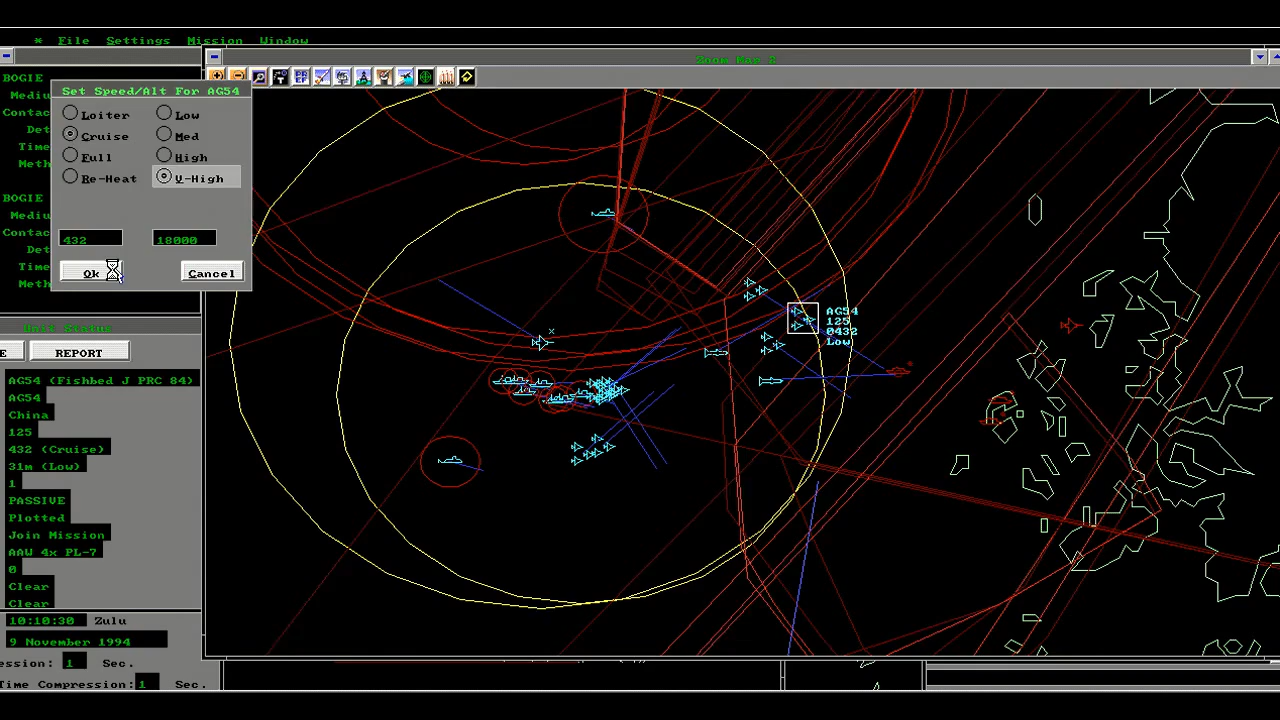 * File Settings Mission Window
Zoom Map 2
BOGIE
Mediu
Contac
Det
Time
Meth
BOGIE
Mediu
Contac
Det
Time
Meth
Set Speed/Alt For AG54
Loiter Low
Cruise Med
Full High
Re-Heat V-High
432 18000
Ok Cancel
AG54
125
0432
Low
Unit Status
E REPORT
AG54 (Fishbed J PRC 84)
AG54
China
125
432 (Cruise)
31m (Low)
1
PASSIVE
Plotted
Join Mission
AAW 4x PL-7
0
Clear
Clear
10:10:30 Zulu
9 November 1994
ession: 1 Sec.
Time Compression: 1 Sec.